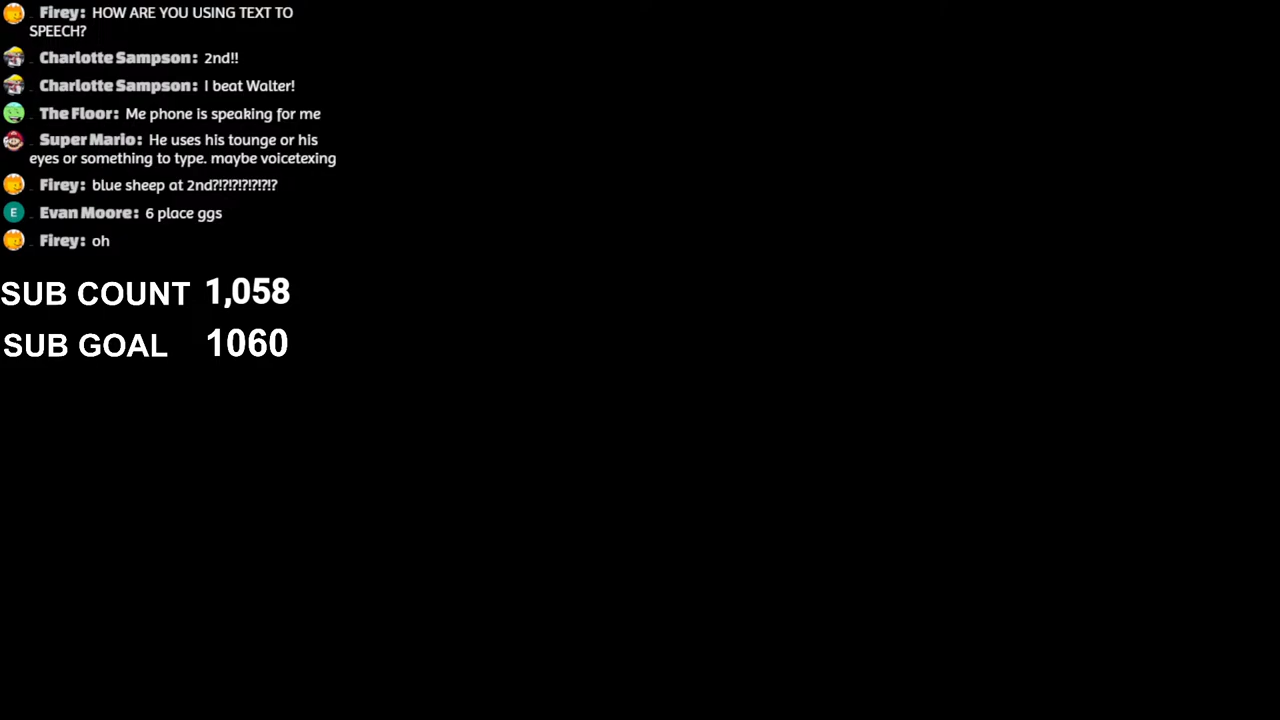 Firey: HOW ARE YOU USING TEXT TO
SPEECH?
Charlotte Sampson: 2nd!!
Charlotte Sampson: I beat Walter!
The Floor: Me phone is speaking for me
Super Mario: He uses his tounge or his
eyes or something to type. maybe voicetexing
Firey: blue sheep at 2nd?!?!?!?!?!?!?
E Evan Moore: 6 place ggs
Firey: oh
SUB COUNT 1,058
SUB GOAL 1060